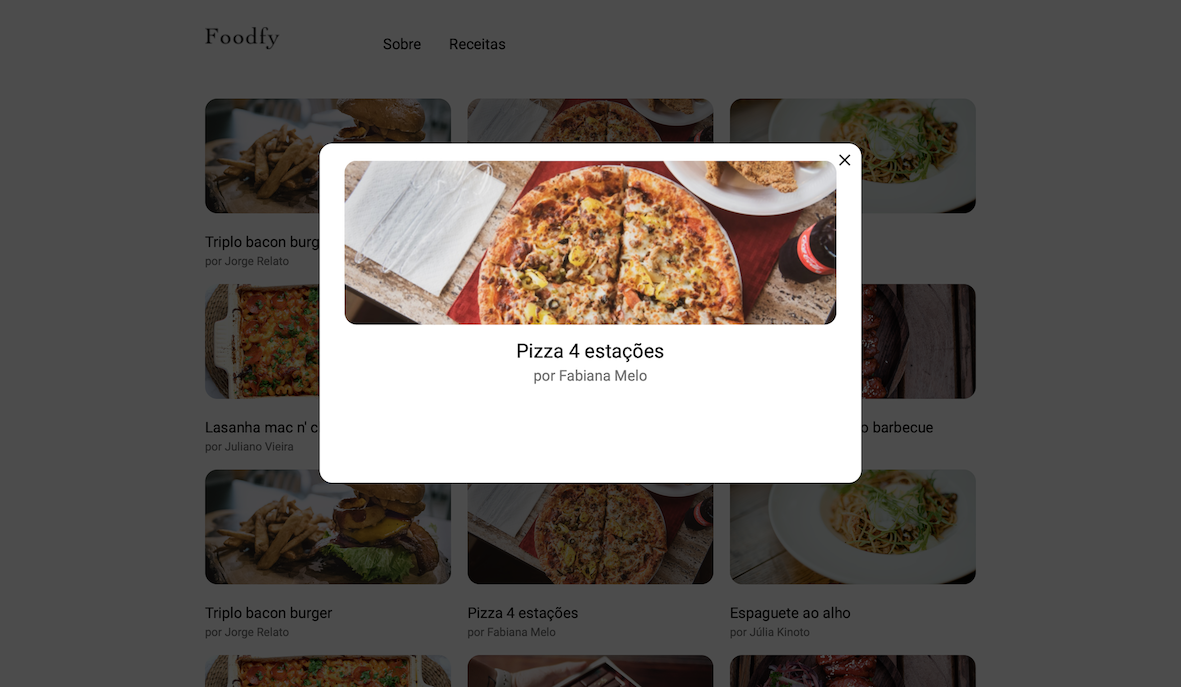 Foodfy
Sobre
Receitas
Triplo bacon burg
por Jorge Relato
Pizza 4 estações
por Fabiana Melo
Lasanha mac n' c
por Juliano Vieira
barbecue
Triplo bacon burger
por Jorge Relato
Pizza 4 estações
por Fabiana Melo
Espaguete ao alho
por Júlia Kinoto